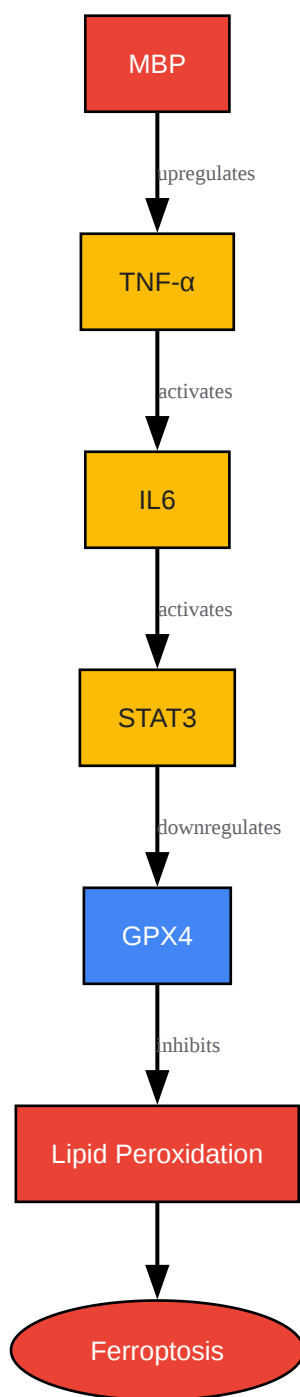 MBP
upregulates
TNF-α
activates
IL6
activates
STAT3
downregulates
GPX4
inhibits
Lipid Peroxidation
Ferroptosis